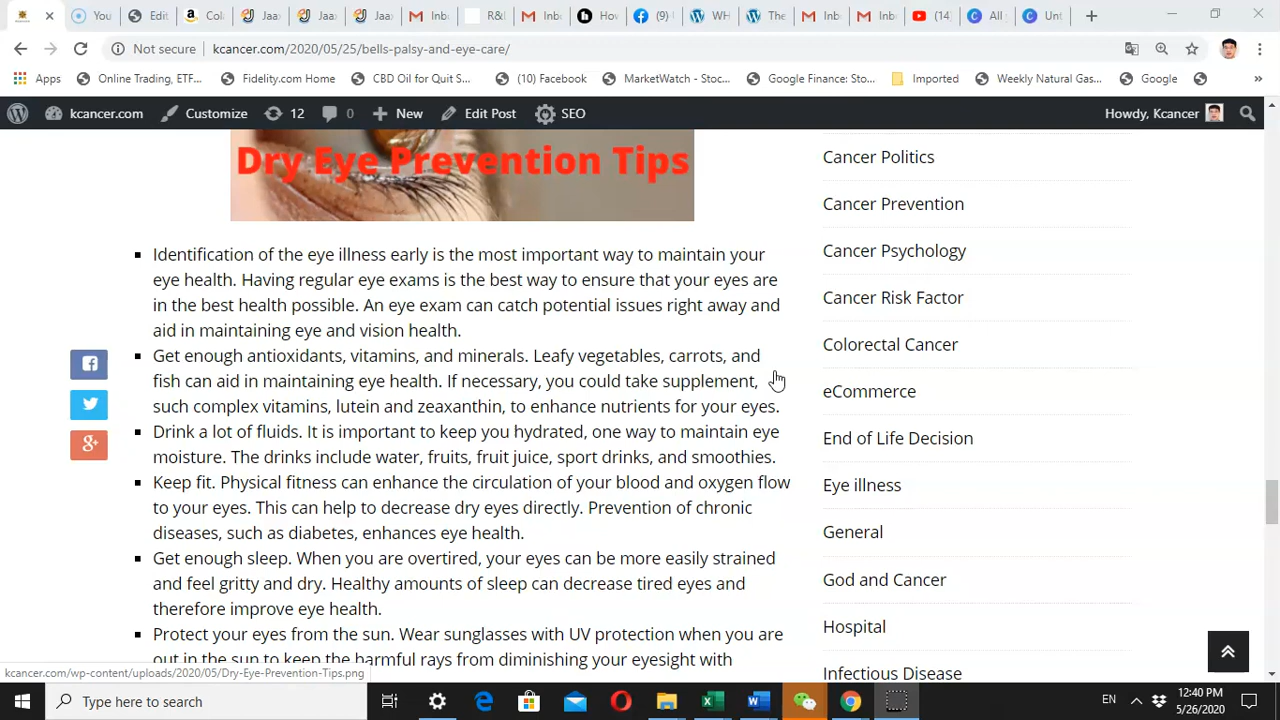 Edit
Col
Jaa
Jaa
Jaa
Inb
R&I
Inb
How
(9) F
WH
The
Inb
Inb
(14)
All
Unt
Not secure
kcancer.com/2020/05/25/bells-palsy-and-eye-care/
Apps
Online Trading, ETF...
Fidelity.com Home
CBD Oil for Quit S...
(10) Facebook
MarketWatch - Stoc...
Google Finance: Sto...
Imported
Weekly Natural Gas...
Google
»
kcancer.com
Customize
12
0
New
Edit Post
SEO
Howdy, Kcancer
Dry Eye Prevention Tips
Identification of the eye illness early is the most important way to maintain your
eye health. Having regular eye exams is the best way to ensure that your eyes are
in the best health possible. An eye exam can catch potential issues right away and
aid in maintaining eye and vision health.
Get enough antioxidants, vitamins, and minerals. Leafy vegetables, carrots, and
fish can aid in maintaining eye health. If necessary, you could take supplement,
such complex vitamins, lutein and zeaxanthin, to enhance nutrients for your eyes.
Drink a lot of fluids. It is important to keep you hydrated, one way to maintain eye
moisture. The drinks include water, fruits, fruit juice, sport drinks, and smoothies.
Keep fit. Physical fitness can enhance the circulation of your blood and oxygen flow
to your eyes. This can help to decrease dry eyes directly. Prevention of chronic
diseases, such as diabetes, enhances eye health.
Get enough sleep. When you are overtired, your eyes can be more easily strained
and feel gritty and dry. Healthy amounts of sleep can decrease tired eyes and
therefore improve eye health.
Protect your eyes from the sun. Wear sunglasses with UV protection when you are
out in the sun to keep the harmful rays from diminishing your eyesight with
Cancer Politics
Cancer Prevention
Cancer Psychology
Cancer Risk Factor
Colorectal Cancer
eCommerce
End of Life Decision
Eye illness
General
God and Cancer
Hospital
Infectious Disease
kcancer.com/wp-content/uploads/2020/05/Dry-Eye-Prevention-Tips.png
Type here to search
EN
12:40 PM
5/26/2020